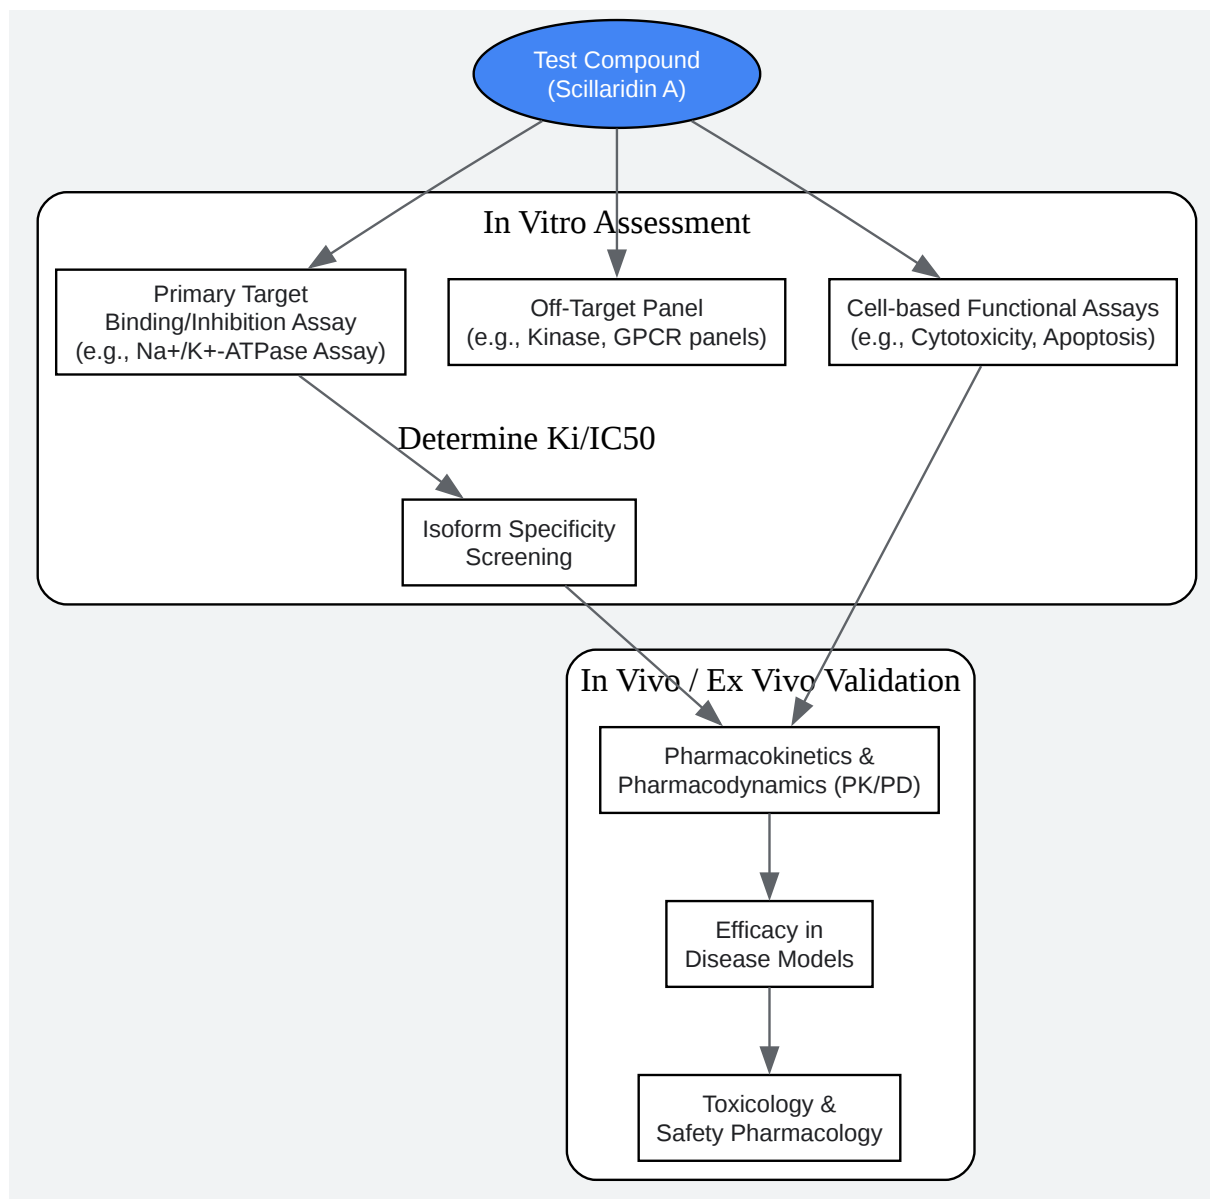 Test Compound
(Scillaridin A)
In Vitro Assessment
Primary Target
Binding/Inhibition Assay
(e.g., Na+/K+-ATPase Assay)
Off-Target Panel
(e.g., Kinase, GPCR panels)
Cell-based Functional Assays
(e.g., Cytotoxicity, Apoptosis)
Determine Ki/IC50
Isoform Specificity
Screening
In Vivo / Ex Vivo Validation
Pharmacokinetics &
Pharmacodynamics (PK/PD)
Efficacy in
Disease Models
Toxicology &
Safety Pharmacology